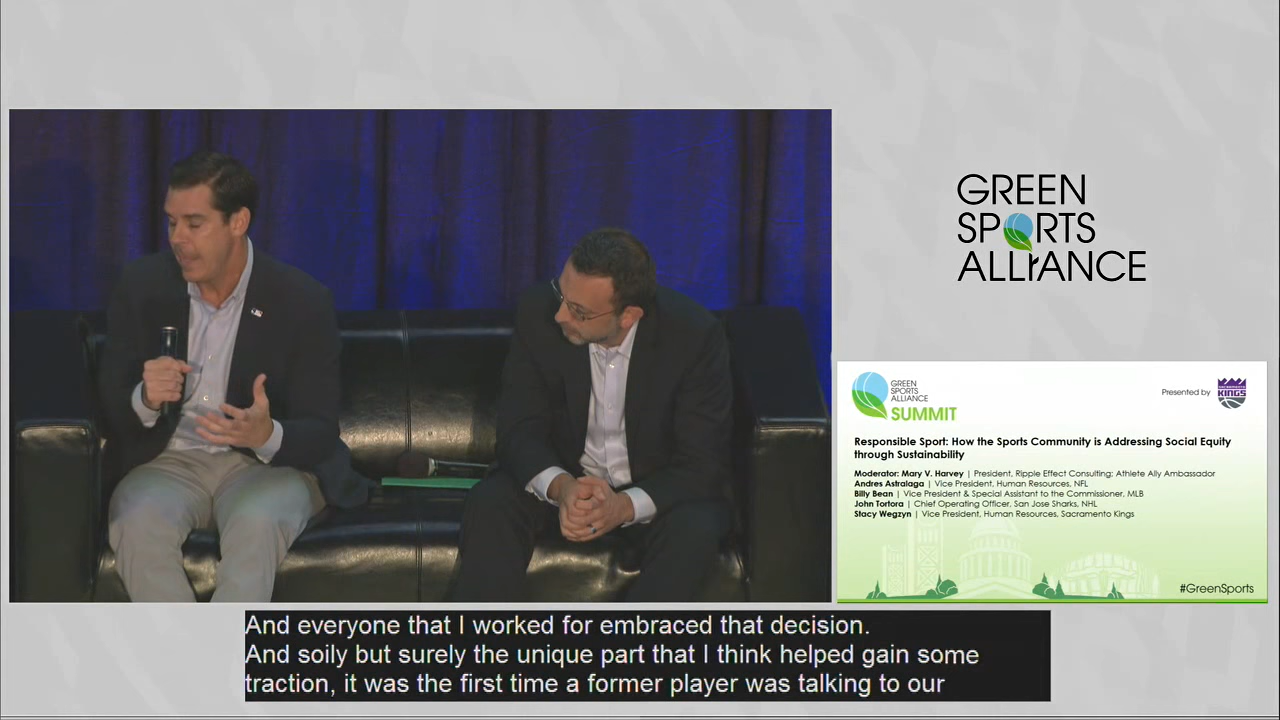 GREEN
SPORTS
ALLIANCE
GREEN
SPORTS
ALLIANCE
SUMMIT
Presented by
SACRAMENTO
KINGS
Responsible Sport: How the Sports Community is Addressing Social Equity
through Sustainability
Moderator: Mary V. Harvey | President, Ripple Effect Consulting; Athlete Ally Ambassador
Andres Astralaga | Vice President, Human Resources, NFL
Billy Bean | Vice President & Special Assistant to the Commissioner, MLB
John Tortora | Chief Operating Officer, San Jose Sharks, NHL
Stacy Wegzyn | Vice President, Human Resources, Sacramento Kings
#GreenSports
And everyone that I worked for embraced that decision.
And soily but surely the unique part that I think helped gain some
traction, it was the first time a former player was talking to our